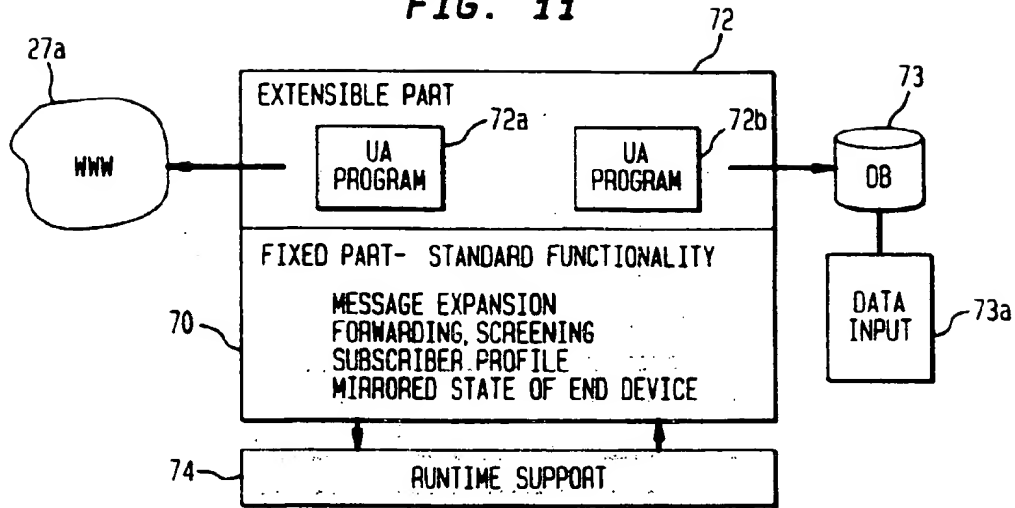 FIG. 11
72
27a
73
EXTENSIBLE PART
72a
72b
WWW
UA
PROGRAM
UA
PROGRAM
DB
FIXED PART- STANDARD FUNCTIONALITY
MESSAGE EXPANSION
FORWARDING, SCREENING
SUBSCRIBER PROFILE
MIRRORED STATE OF END DEVICE
70
DATA
INPUT
73a
74
RUNTIME SUPPORT